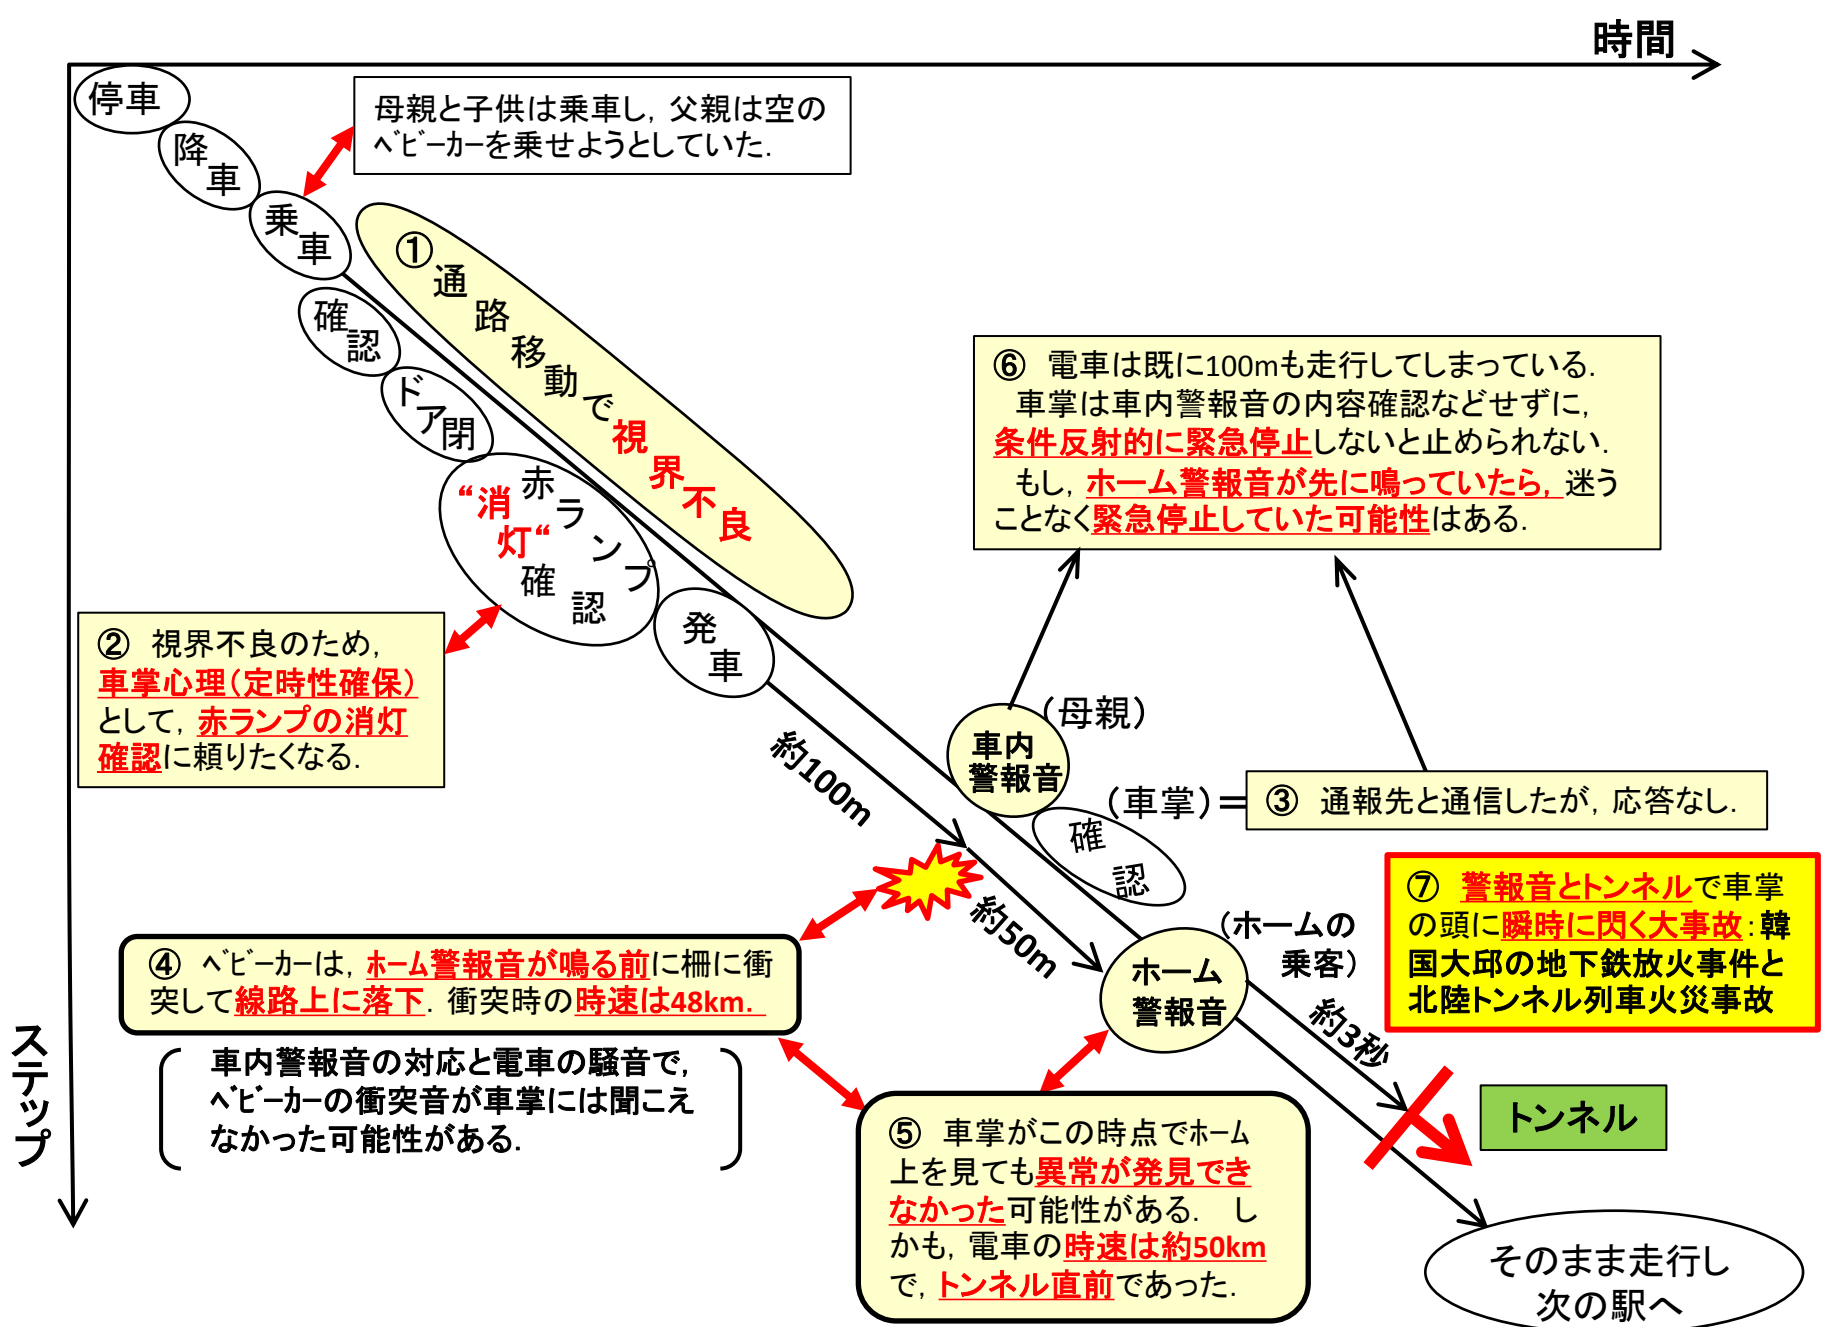 時間
停車
降車
乗車
母親と子供は乗車し，父親は空の
ベビーカーを乗せようとしていた．
①通路移動で視界不良
確認
ドア閉
赤ランプ
“消灯“
確認
発車
② 視界不良のため，
車掌心理（定時性確保）
として，赤ランプの消灯
確認に頼りたくなる．
⑥ 電車は既に100mも走行してしまっている．
車掌は車内警報音の内容確認などせずに，
条件反射的に緊急停止しないと止められない．
もし，ホーム警報音が先に鳴っていたら，迷う
ことなく緊急停止していた可能性はある．
約100m
（母親）
車内
警報音
（車掌）＝
③ 通報先と通信したが，応答なし．
確認
約50m
（ホームの
乗客）
ホーム
警報音
⑦ 警報音とトンネルで車掌
の頭に瞬時に閃く大事故：韓
国大邱の地下鉄放火事件と
北陸トンネル列車火災事故
④ ベビーカーは，ホーム警報音が鳴る前に柵に衝
突して線路上に落下．衝突時の時速は48km．
車内警報音の対応と電車の騒音で，
ベビーカーの衝突音が車掌には聞こえ
なかった可能性がある．
約3秒
トンネル
⑤ 車掌がこの時点でホーム
上を見ても異常が発見でき
なかった可能性がある． し
かも，電車の時速は約50km
で，トンネル直前であった．
ステップ
そのまま走行し
次の駅へ